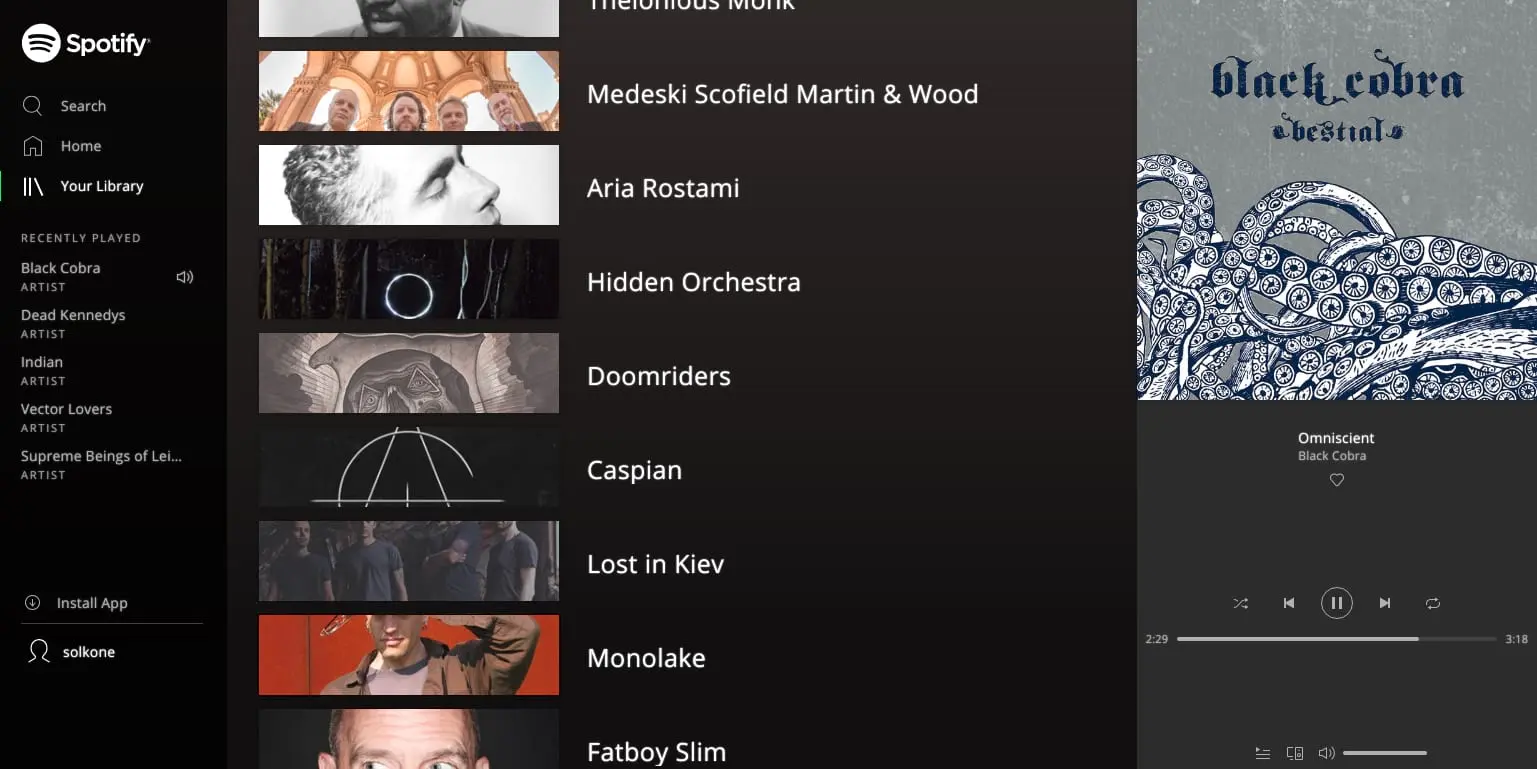 Spotify
Search
Home
Your Library
RECENTLY PLAYED
Black Cobra
ARTIST
Dead Kennedys
ARTIST
Indian
ARTIST
Vector Lovers
ARTIST
Supreme Beings of Lei...
ARTIST
Install App
solkone
Thelonious Monk
Medeski Scofield Martin & Wood
Aria Rostami
Hidden Orchestra
Doomriders
Caspian
Lost in Kiev
Monolake
Fatboy Slim
black cobra
bestial
Omniscient
Black Cobra
2:29
3:18